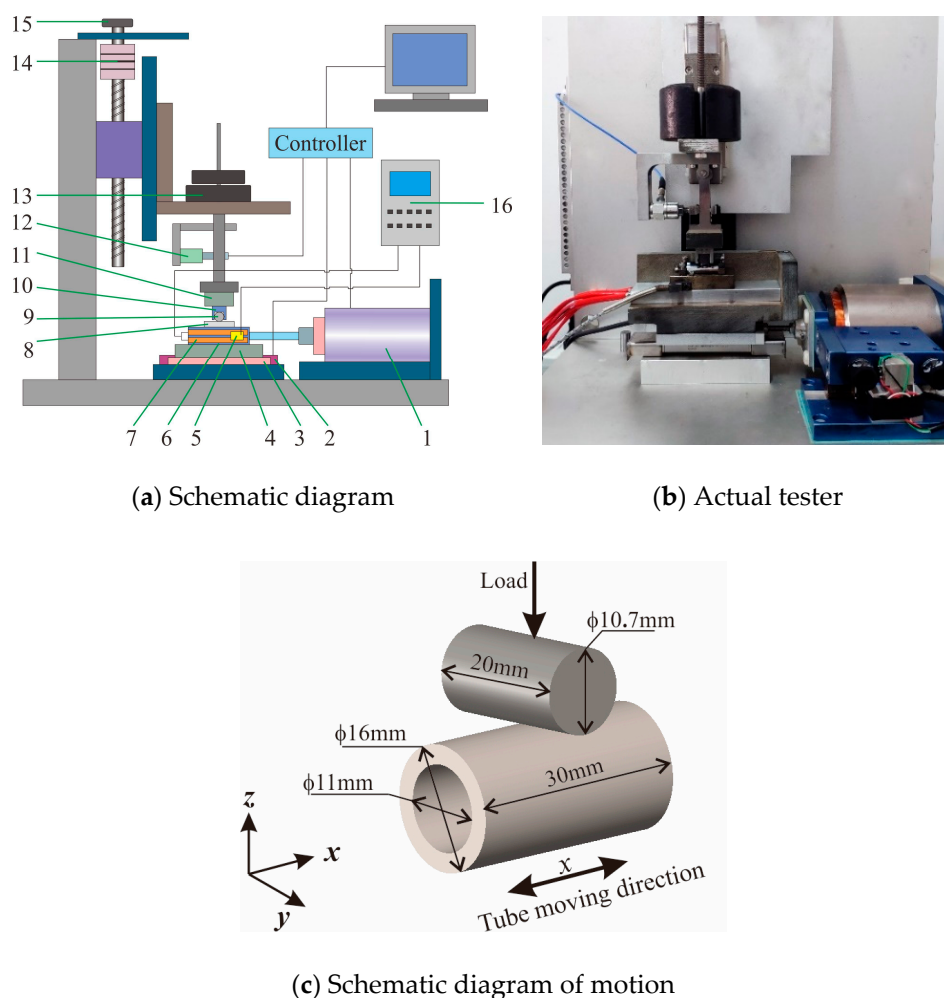 15
14
Controller
13
16
12
11
10
9
8
7 6 5 4 3 2 1
(a) Schematic diagram
(b) Actual tester
Load
ϕ10.7mm
20mm
ϕ16mm
30mm
ϕ11mm
z
x
y
x
Tube moving direction
(c) Schematic diagram of motion